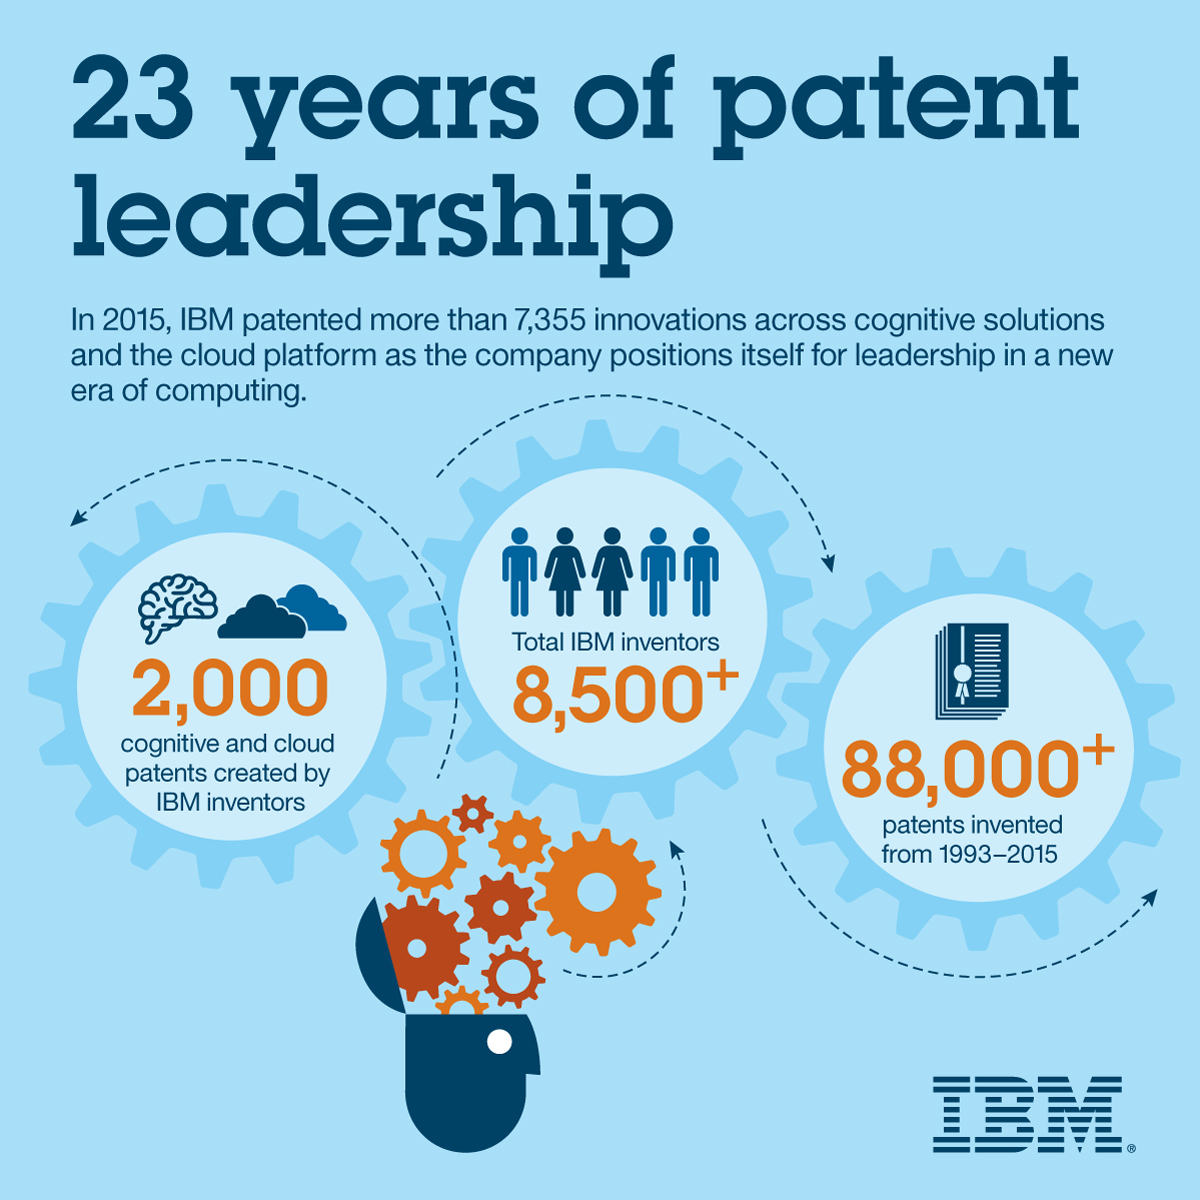 23 years of patent
leadership
In 2015, IBM patented more than 7,355 innovations across cognitive solutions
and the cloud platform as the company positions itself for leadership in a new
era of computing.
2,000
cognitive and cloud
patents created by
IBM inventors
Total IBM inventors
8,500+
88,000+
patents invented
from 1993–2015
IBM®